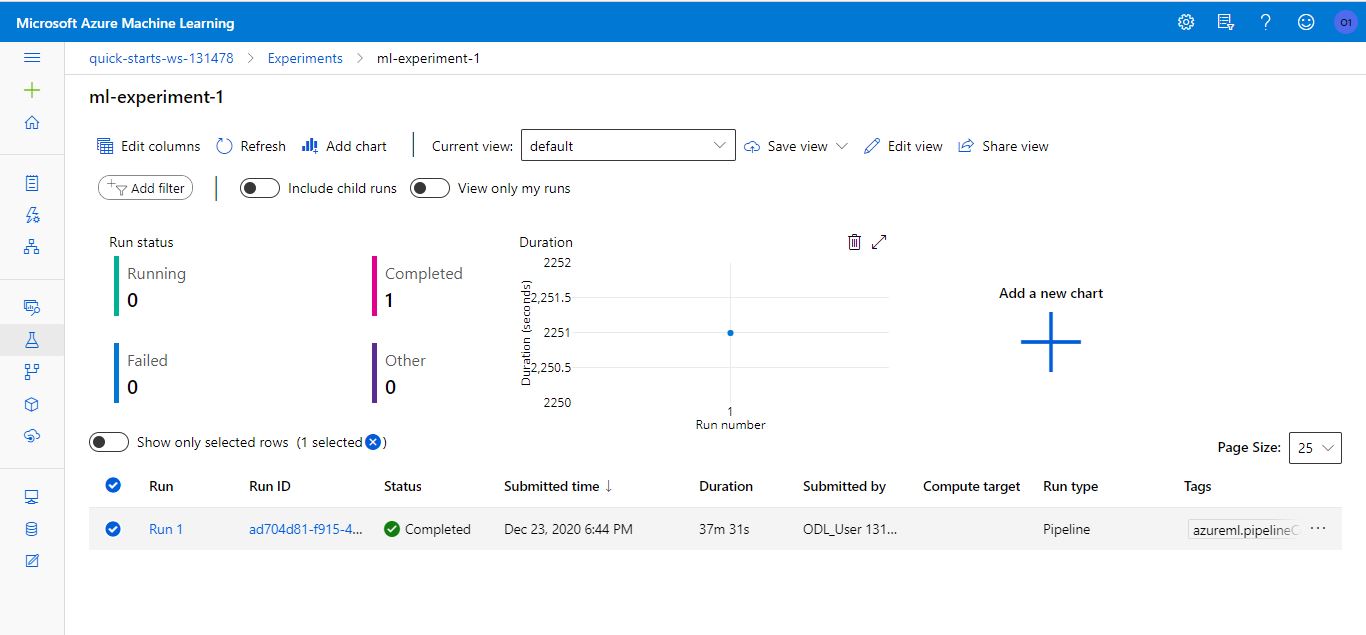 Microsoft Azure Machine Learning
O1
quick-starts-ws-131478 > Experiments > ml-experiment-1
ml-experiment-1
Edit columns Refresh Add chart Current view: default Save view Edit view Share view
Add filter Include child runs View only my runs
Run status
Running
0
Completed
1
Failed
0
Other
0
Duration
Duration (seconds)
2252
2,251.5
2251
2,250.5
2250
1
Run number
Add a new chart
Show only selected rows (1 selected )
Page Size: 25
Run Run ID Status Submitted time ↓ Duration Submitted by Compute target Run type Tags
Run 1 ad704d81-f915-4... Completed Dec 23, 2020 6:44 PM 37m 31s ODL_User 131... Pipeline azureml.pipelineC ...